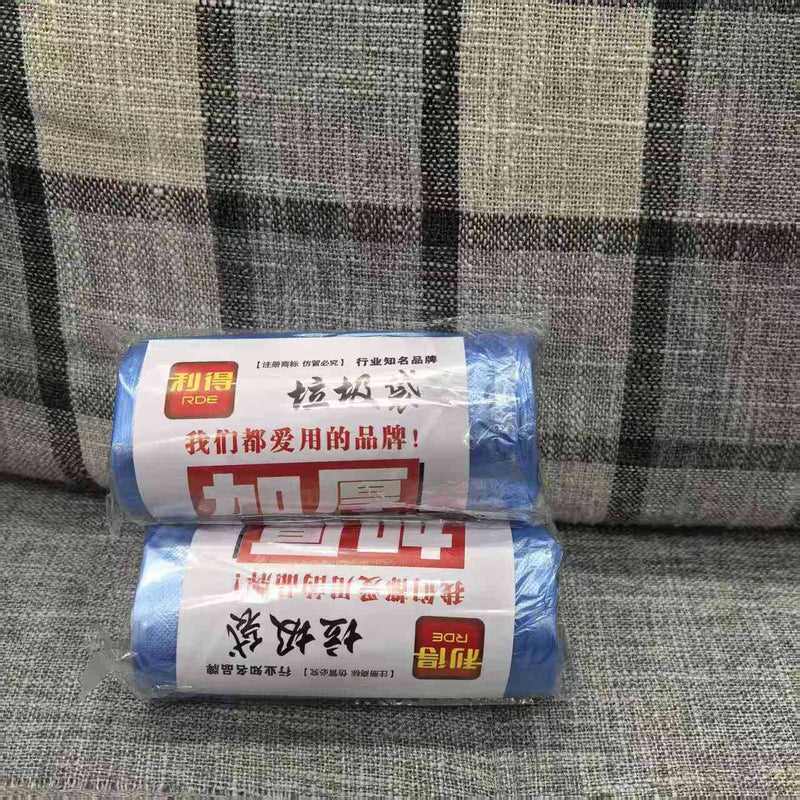 【注册商标 仿冒必究】 行业知名品牌
利得
RDE
垃圾袋
我们都爱用的品牌!
加厚
加厚
我们都爱用的品牌!
垃圾袋
利得
RDE
【注册商标 仿冒必究】 行业知名品牌